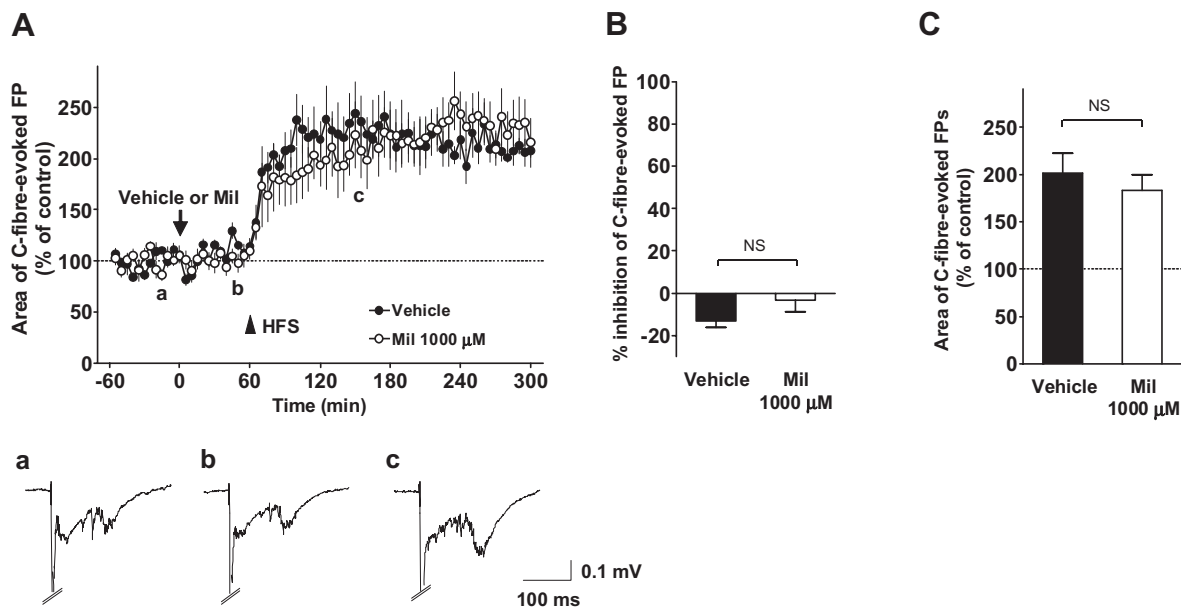 A
Area of C-fibre-evoked FP
(% of control)
250
200
150
100
50
0
Vehicle or Mil
a
b
c
HFS
Vehicle
Mil 1000 μM
-60
0
60
120
180
240
300
Time (min)
B
% inhibition of C-fibre-evoked FP
100
80
60
40
20
0
-20
NS
Vehicle
Mil
1000 μM
C
Area of C-fibre-evoked FPs
(% of control)
250
200
150
100
50
0
NS
Vehicle
Mil
1000 μM
a
b
c
0.1 mV
100 ms